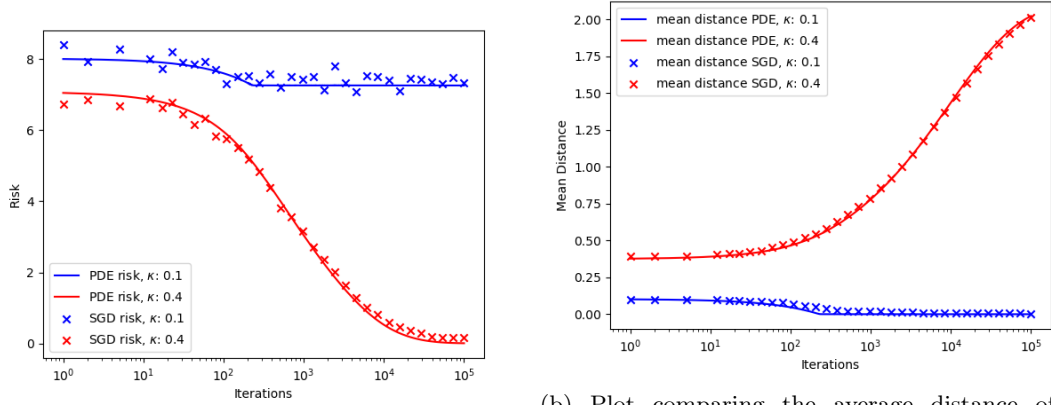 8
6
4
2
0
Risk
PDE risk, κ: 0.1
PDE risk, κ: 0.4
SGD risk, κ: 0.1
SGD risk, κ: 0.4
10⁰ 10¹ 10² 10³ 10⁴ 10⁵
Iterations
2.00
1.75
1.50
1.25
1.00
0.75
0.50
0.25
0.00
Mean Distance
mean distance PDE, κ: 0.1
mean distance PDE, κ: 0.4
mean distance SGD, κ: 0.1
mean distance SGD, κ: 0.4
10⁰ 10¹ 10² 10³ 10⁴ 10⁵
Iterations
(b) Plot comparing the average distance of